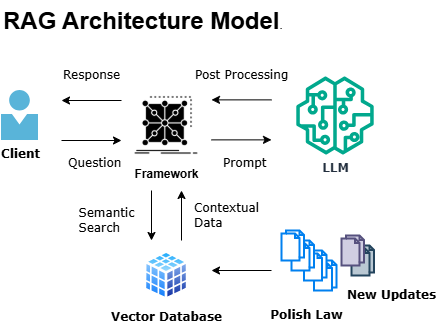 RAG Architecture Model.
Response
Post Processing
Client
Question
Framework
Prompt
LLM
Semantic
Search
Contextual
Data
Vector Database
Polish Law
New Updates